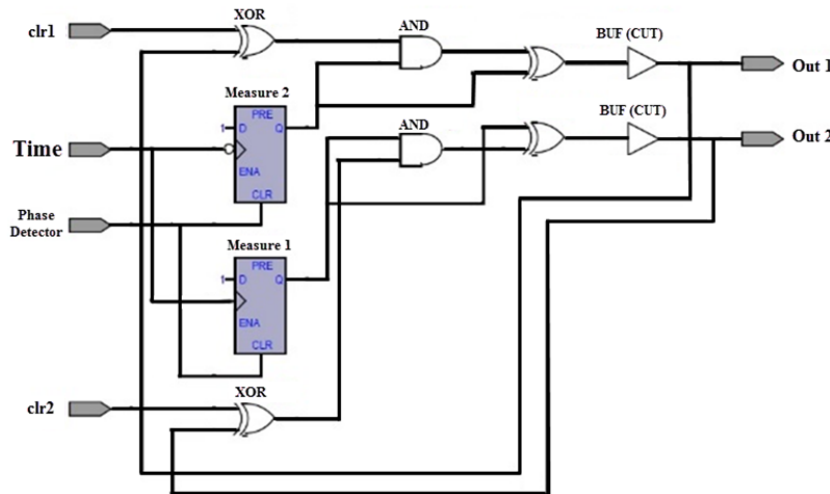 XOR
clr1
AND
BUF (CUT)
Out 1
Measure 2
PRE
1 D Q
ENA
CLR
Time
AND
BUF (CUT)
Out 2
Phase
Detector
Measure 1
PRE
1 D Q
ENA
CLR
XOR
clr2